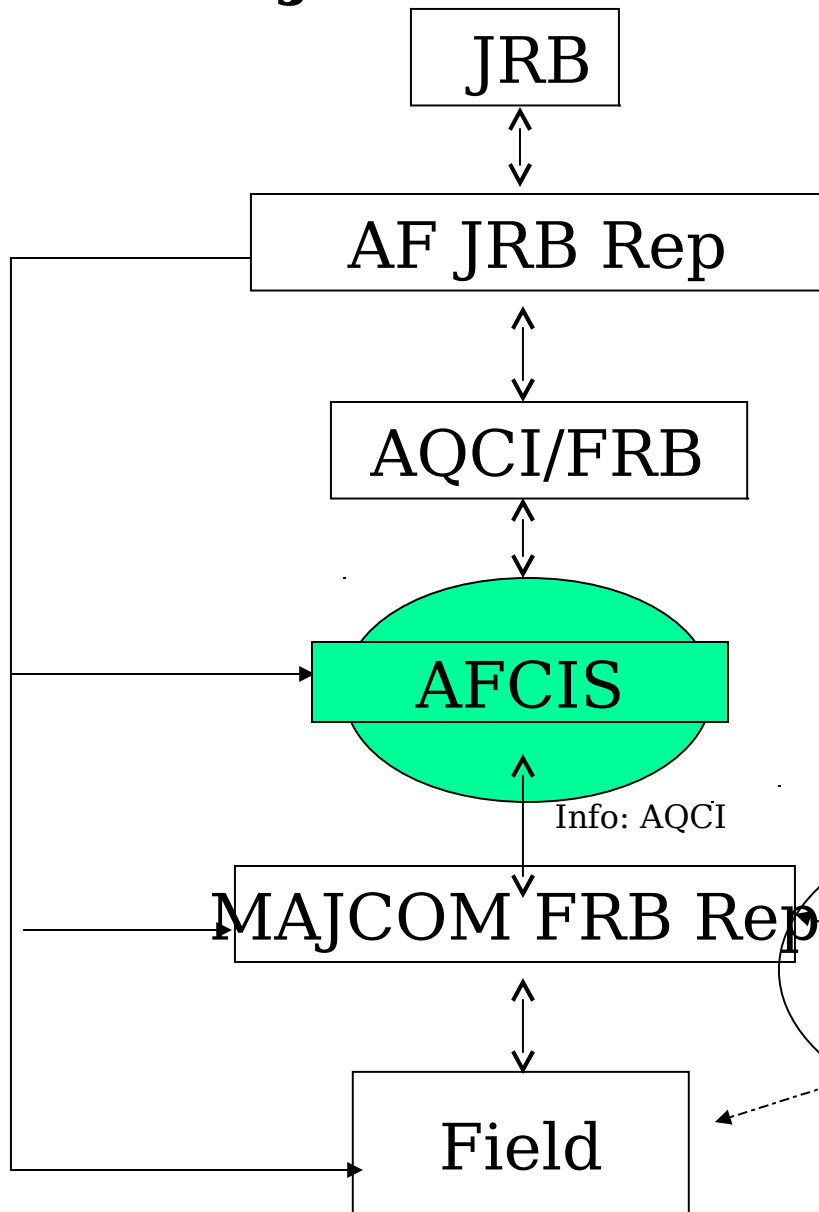 JRB
AF JRB Rep
AQCI/FRB
AFCIS
Info: AQCI
MAJCOM FRB Rep
Field